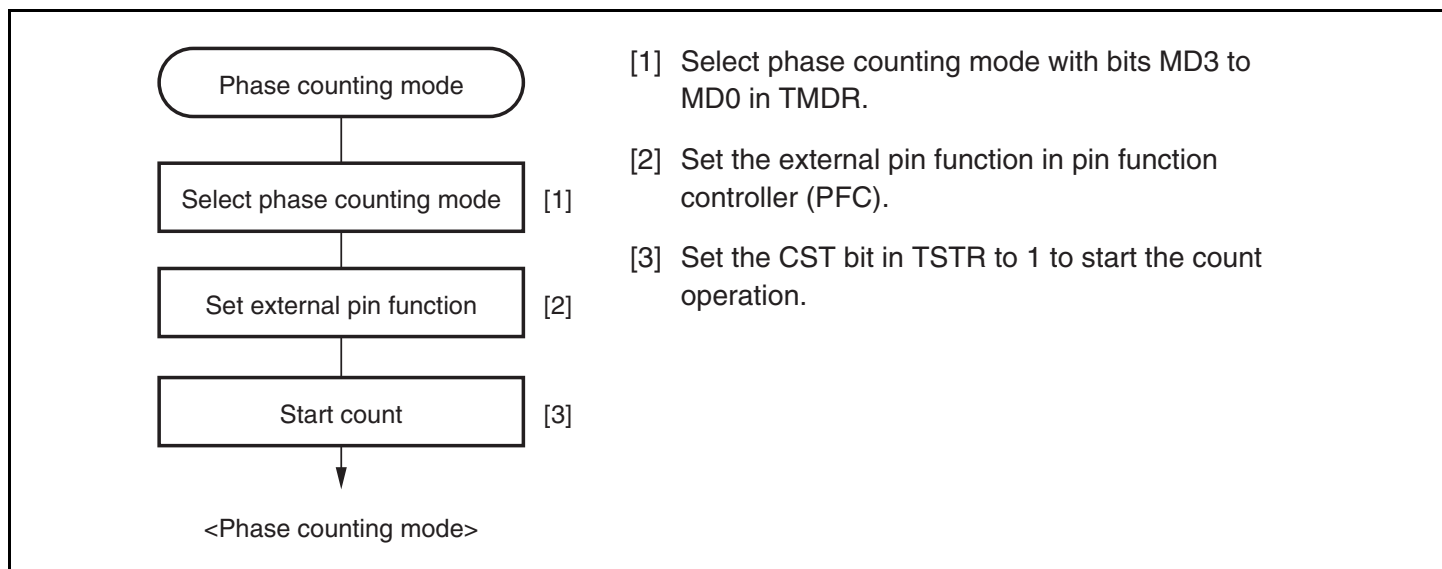 Phase counting mode
Select phase counting mode [1]
Set external pin function [2]
Start count [3]
<Phase counting mode>
[1] Select phase counting mode with bits MD3 to
MD0 in TMDR.
[2] Set the external pin function in pin function
controller (PFC).
[3] Set the CST bit in TSTR to 1 to start the count
operation.